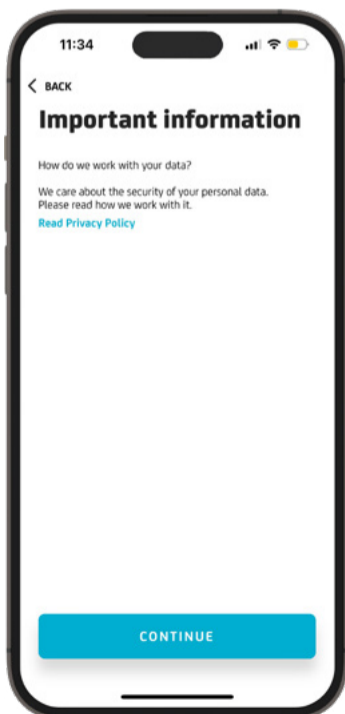 11:34
BACK
Important information
How do we work with your data?
We care about the security of your personal data.
Please read how we work with it.
Read Privacy Policy
CONTINUE